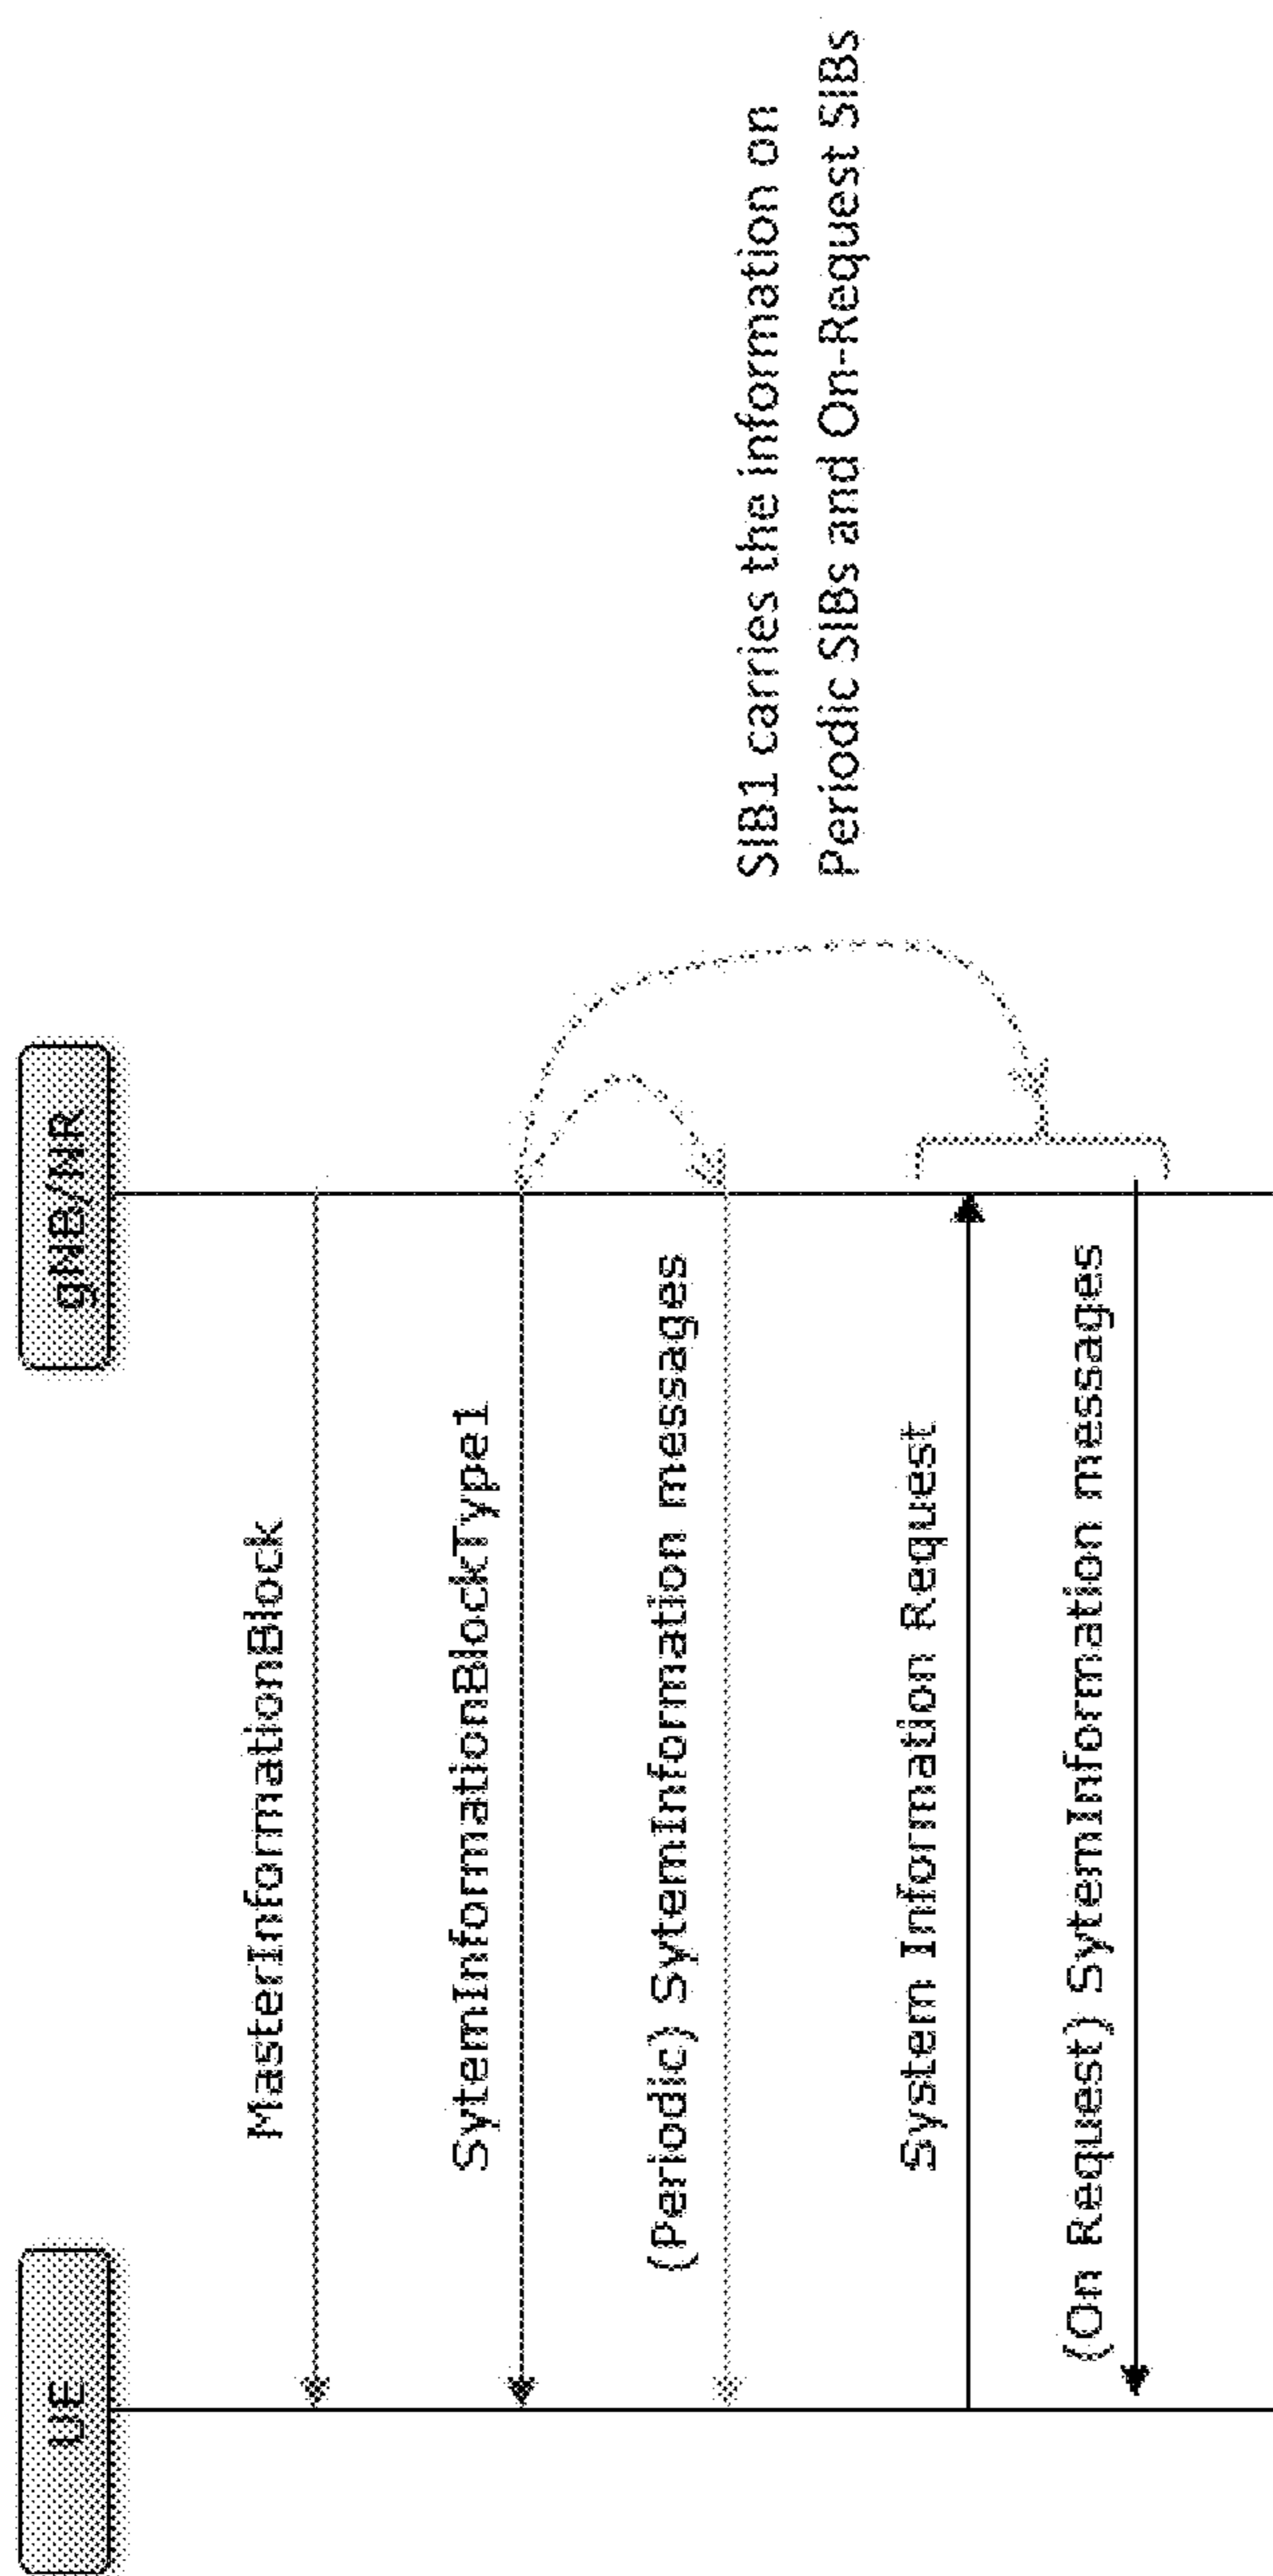 UE
gNB/NR
MasterInformationBlock
SytemInformationBlockType1
(Periodic) SytemInformation messages
SIB1 carries the information on
Periodic SIBs and On-Request SIBs
System Information Request
(On Request) SytemInformation messages